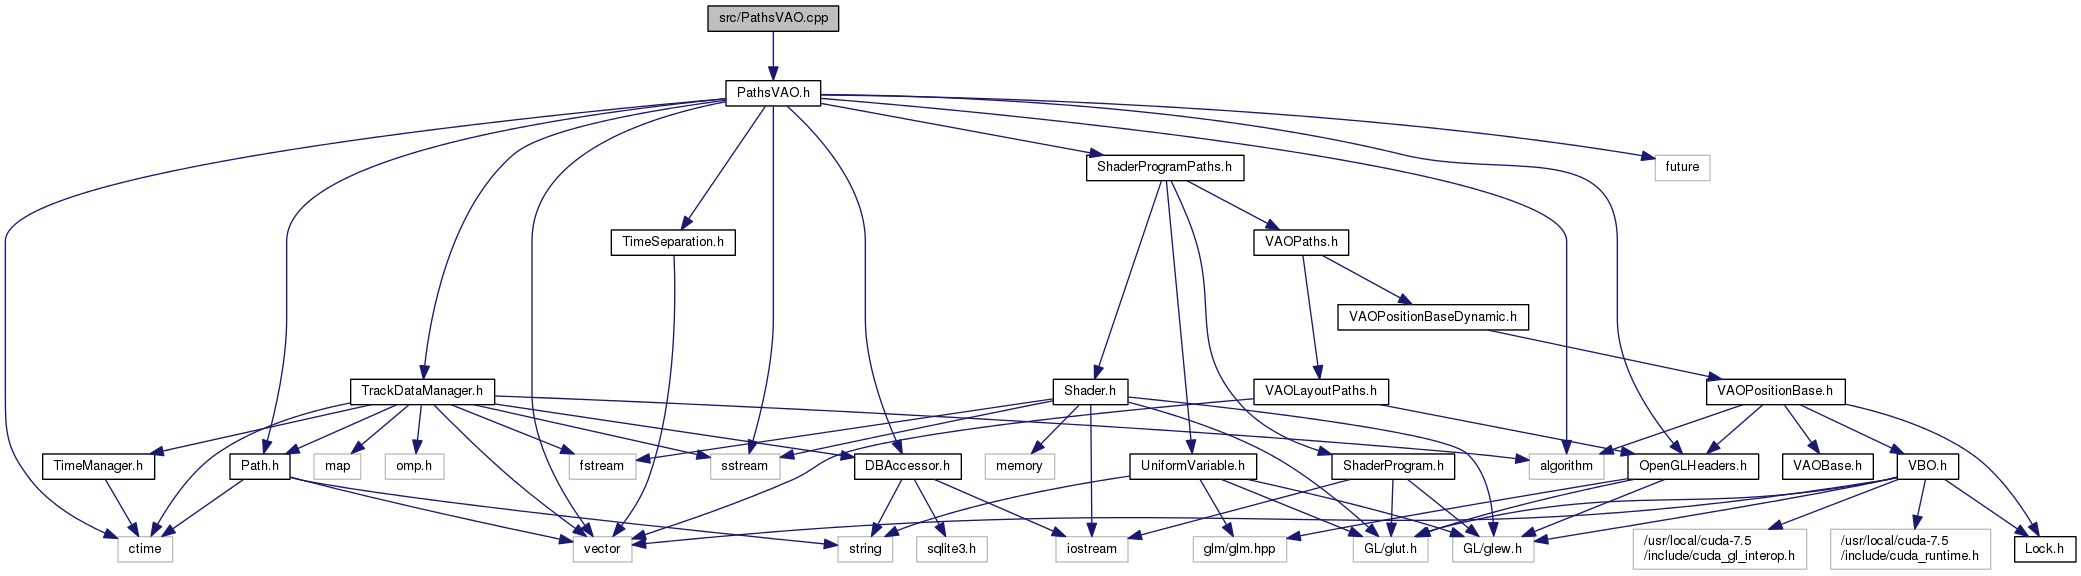 src/PathsVAO.cpp
PathsVAO.h
ShaderProgramPaths.h
future
TimeSeparation.h
VAOPaths.h
VAOPositionBaseDynamic.h
TrackDataManager.h
Shader.h
VAOLayoutPaths.h
VAOPositionBase.h
TimeManager.h
Path.h
map
omp.h
fstream
sstream
DBAccessor.h
memory
UniformVariable.h
ShaderProgram.h
algorithm
OpenGLHeaders.h
VAOBase.h
VBO.h
ctime
vector
string
sqlite3.h
iostream
glm/glm.hpp
GL/glut.h
GL/glew.h
/usr/local/cuda-7.5
/include/cuda_gl_interop.h
/usr/local/cuda-7.5
/include/cuda_runtime.h
Lock.h